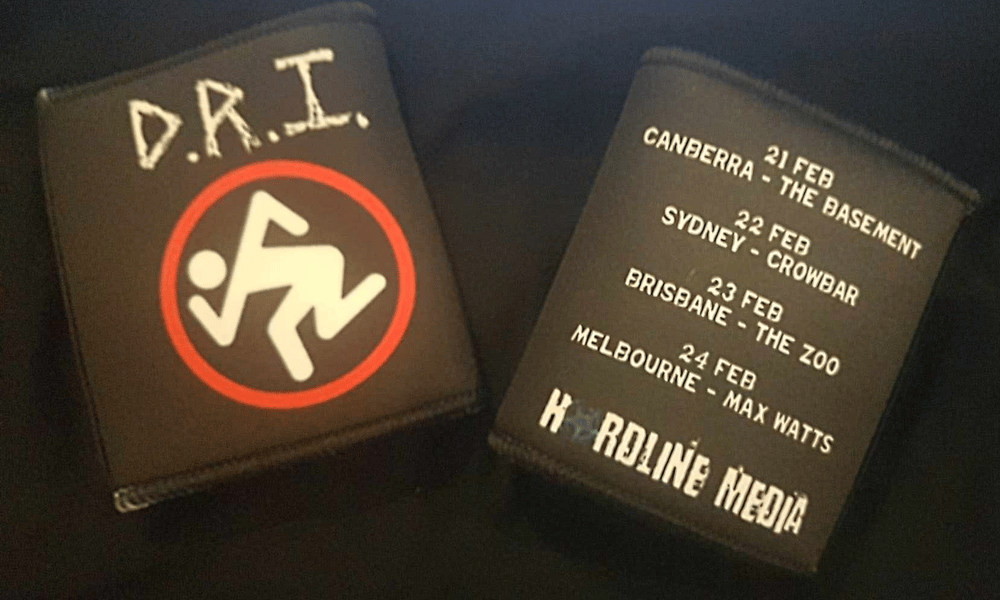 D.R.I.
21 FEB
CANBERRA - THE BASEMENT
22 FEB
SYDNEY - CROWBAR
23 FEB
BRISBANE - THE ZOO
24 FEB
MELBOURNE - MAX WATTS
HARDLINE MEDIA